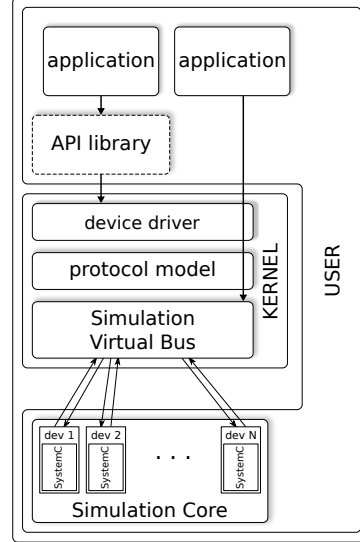 application
application
API library
device driver
protocol model
Simulation
Virtual Bus
KERNEL
USER
dev 1
SystemC
dev 2
SystemC
. . .
dev N
SystemC
Simulation Core